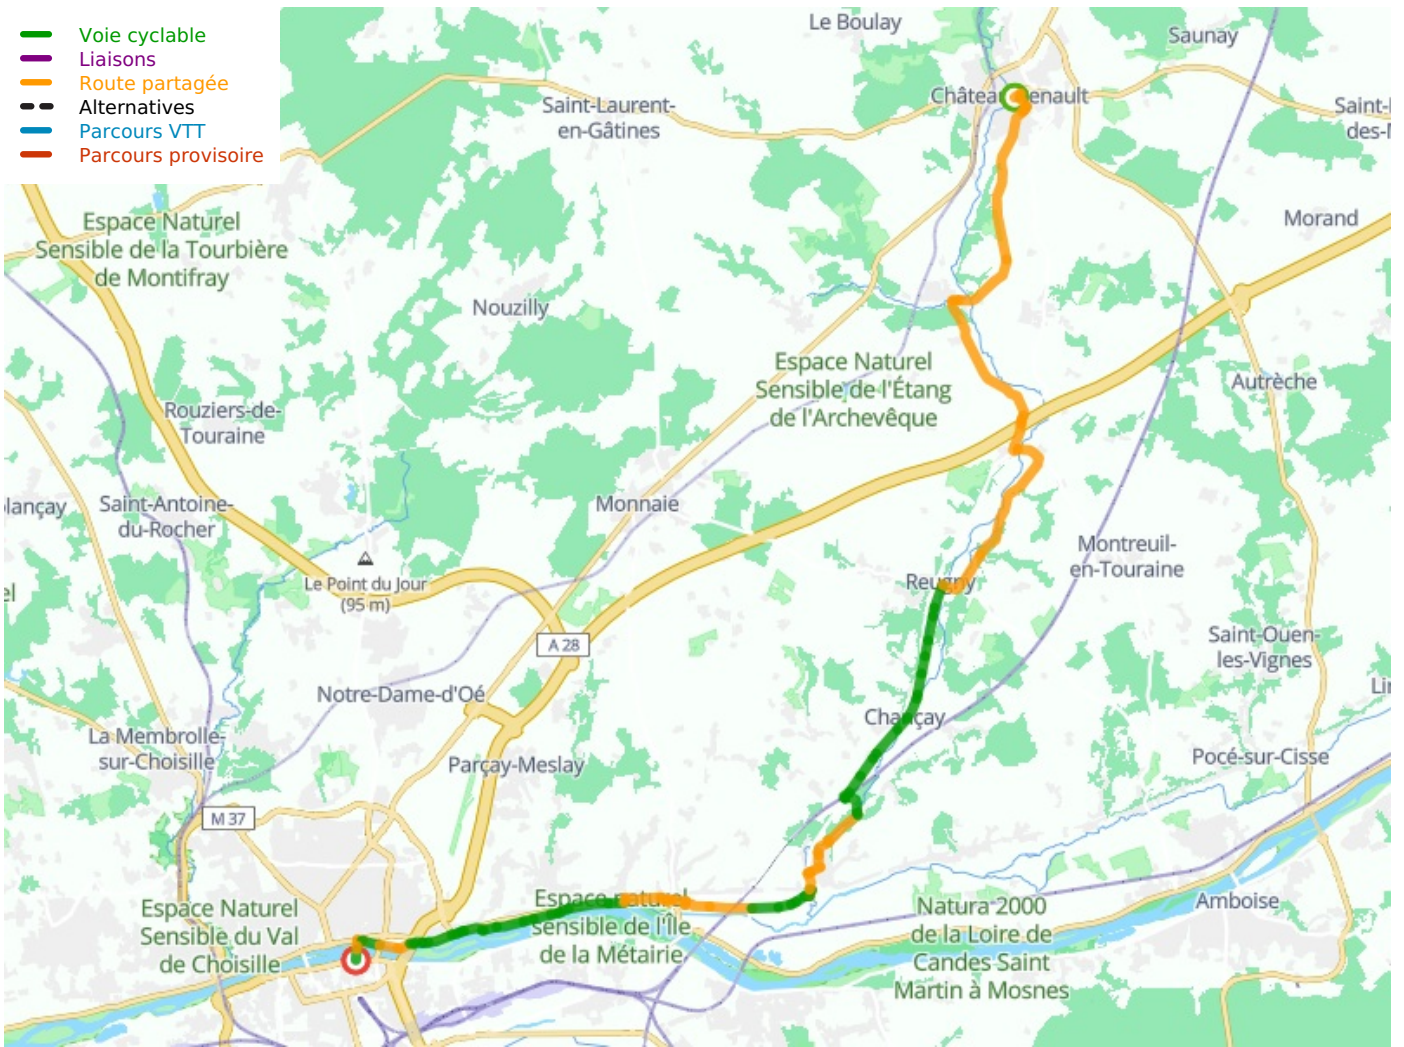 Voie cyclable
Liaisons
Route partagée
Alternatives
Parcours VTT
Parcours provisoire
Le Boulay
Saunay
Saint-Laurent-
en-Gâtines
Espace Naturel
Sensible de la Tourbière
de Montifray
Morand
Nouzilly
Espace Naturel
Sensible de l'Étang
de l'Archevêque
Autrèche
Rouziers-de-
Touraine
Saint-Antoine-
du-Rocher
Monnaie
Le Point du Jour
(95 m)
Montreuil-
en-Touraine
Reugny
A 28
Saint-Ouen-
les-Vignes
Notre-Dame-d'Oé
Chançay
La Membrolle-
sur-Choisille
Parçay-Meslay
Pocé-sur-Cisse
M 37
Espace Naturel
Sensible du Val
de Choisille
Espace naturel
sensible de l'Île
de la Métairie
Natura 2000
de la Loire de
Candes Saint
Martin à Mosnes
Amboise